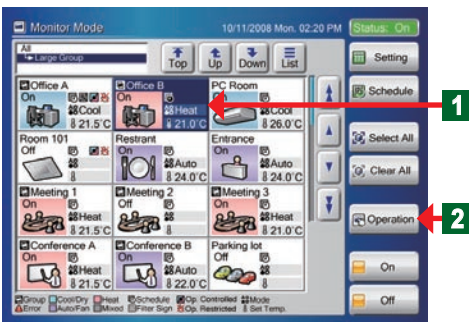 Monitor Mode 10/11/2008 Mon. 02:20 PM Status: On
All
Large Group
Top Up Down List
Setting
Schedule
Select All
Clear All
Operation
On
Off
Office A
On
Cool
21.5°C
Office B
On
Heat
21.0°C
PC Room
On
Cool
26.0°C
Room 101
Off
Restrant
On
Auto
24.0°C
Entrance
On
Auto
24.0°C
Meeting 1
On
Heat
21.5°C
Meeting 2
Off
Meeting 3
On
Heat
21.0°C
Conference A
On
Heat
21.5°C
Conference B
On
Auto
22.0°C
Parking lot
Off
Group Cool/Dry Heat Schedule Op. Controlled Mode
Error Auto/Fan Mixed Filter Sign Op. Restricted Set Temp.
1
2